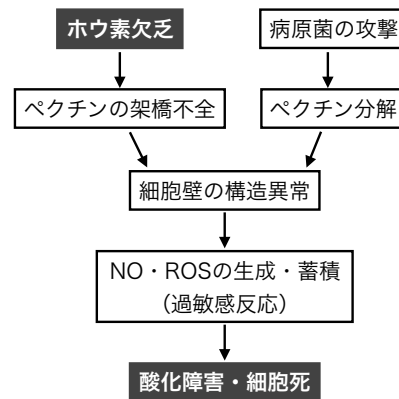 ホウ素欠乏
病原菌の攻撃
ペクチンの架橋不全
ペクチン分解
細胞壁の構造異常
NO・ROSの生成・蓄積
（過敏感反応）
酸化障害・細胞死